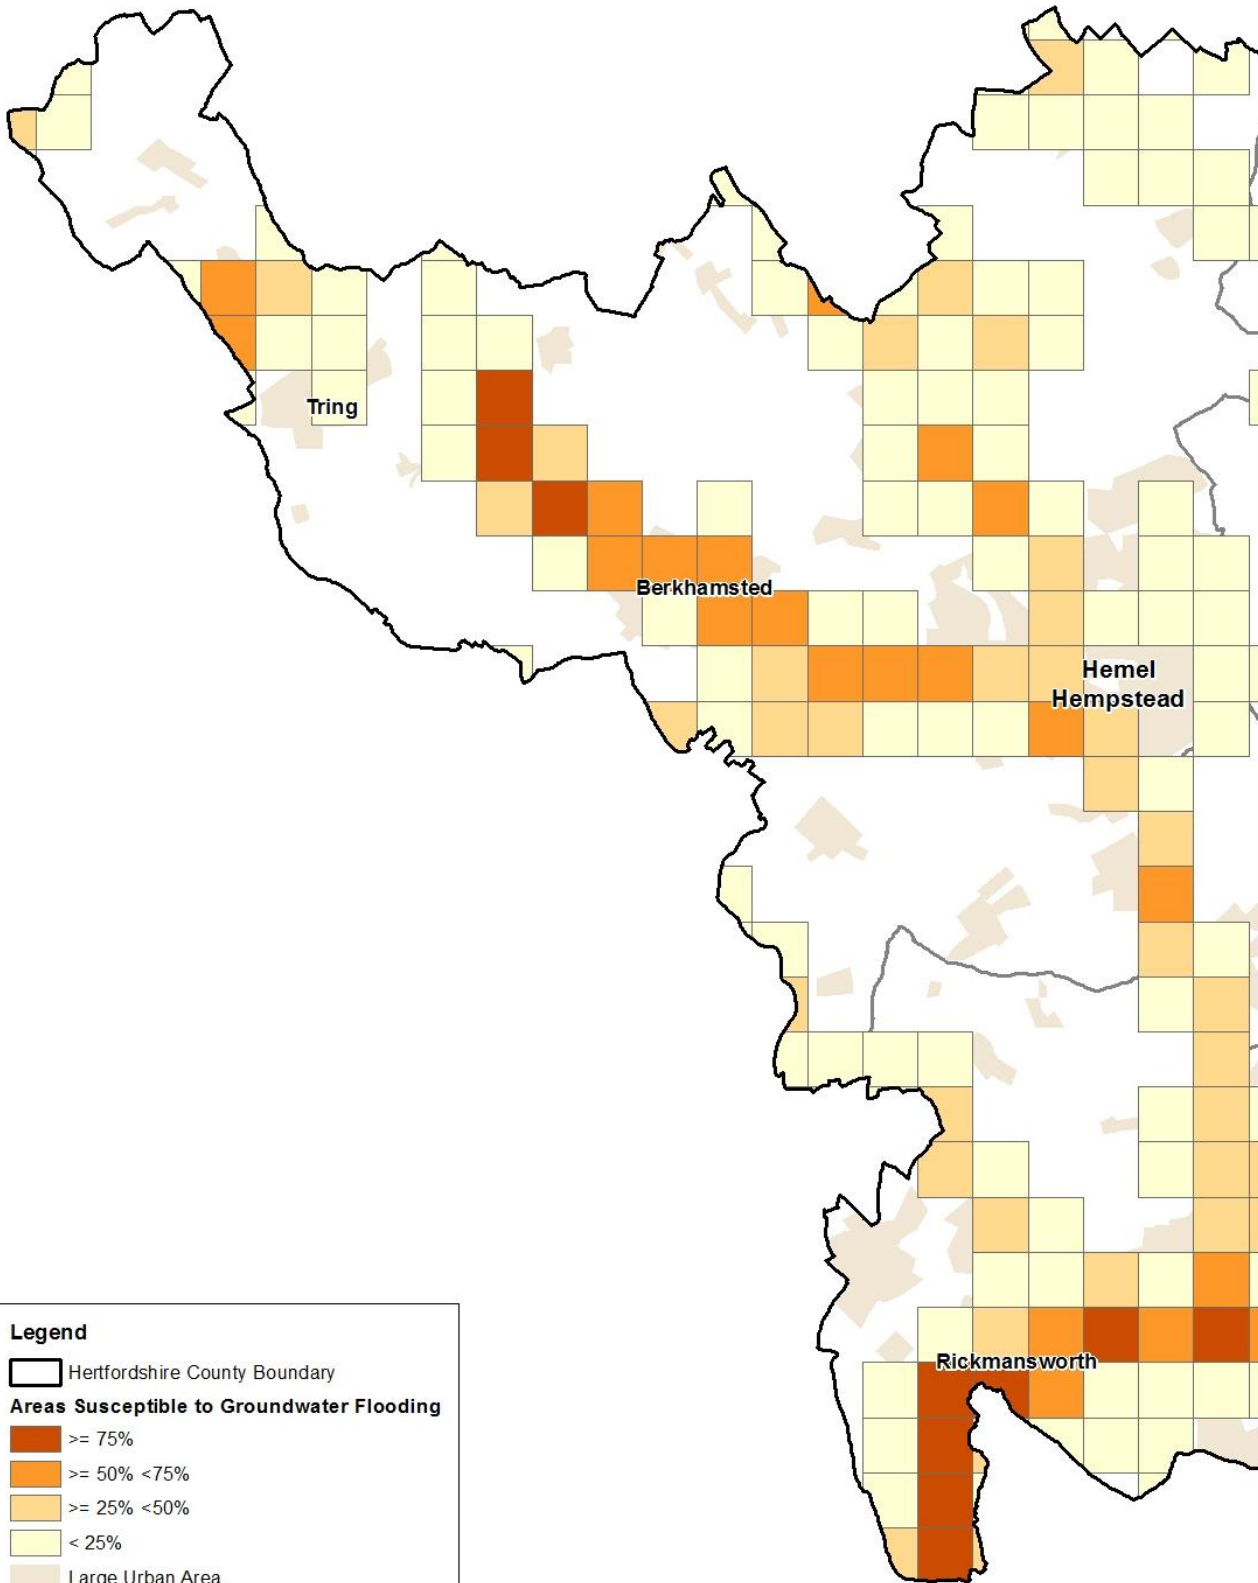 Tring
Berkhamsted
Hemel
Hempstead
Rickmansworth
Legend
Hertfordshire County Boundary
Areas Susceptible to Groundwater Flooding
>= 75%
>= 50% <75%
>= 25% <50%
< 25%
Large Urban Area